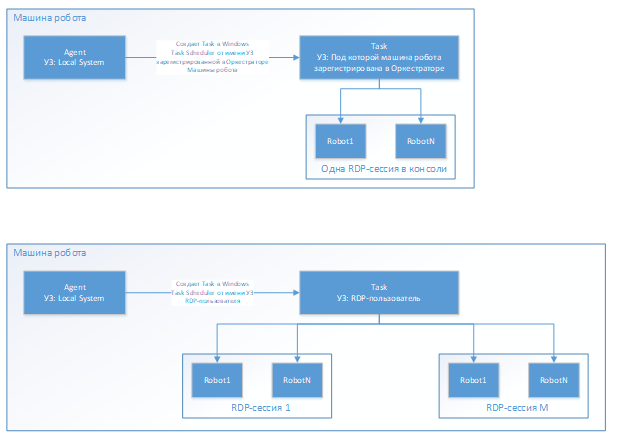 Машина робота
Agent
УЗ: Local System
Создал Task в Windows
Task Scheduler от имени УЗ
зарегистрированной в Оркестраторе
Машины робота
Task
УЗ: Под которой машина робота
зарегистрирована в Оркестраторе
Robot1
RobotN
Одна RDP-сессия в консоли
Машина робота
Agent
УЗ: Local System
Создал Task в Windows
Task Scheduler от имени УЗ
RDP-пользователя
Task
УЗ: RDP-пользователь
Robot1
RobotN
Robot1
RobotN
RDP-сессия 1
RDP-сессия M